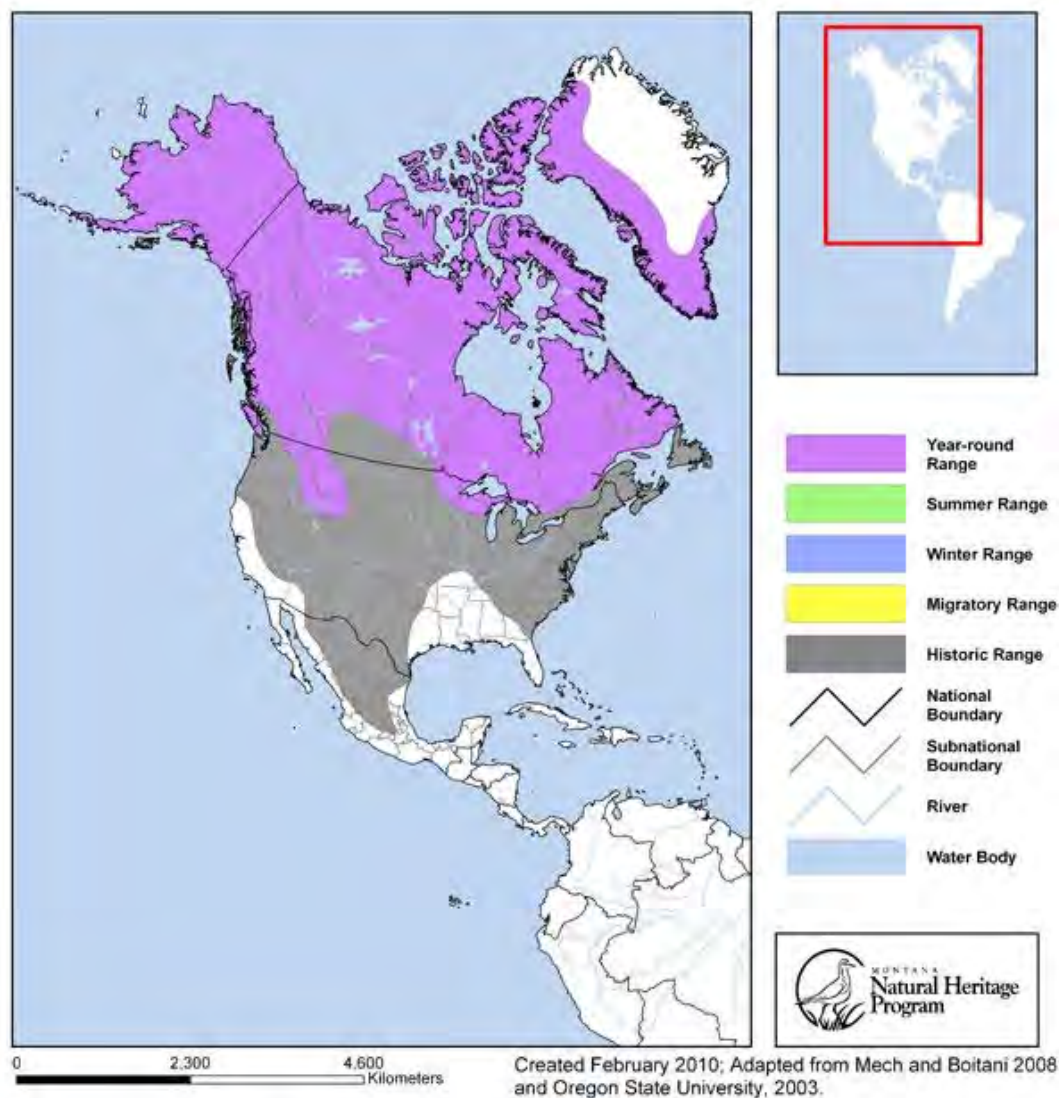 Year-round
Range
Summer Range
Winter Range
Migratory Range
Historic Range
National
Boundary
Subnational
Boundary
River
Water Body
MONTANA
Natural Heritage
Program
0 2,300 4,600
Kilometers
Created February 2010; Adapted from Mech and Boitani 2008
and Oregon State University, 2003.